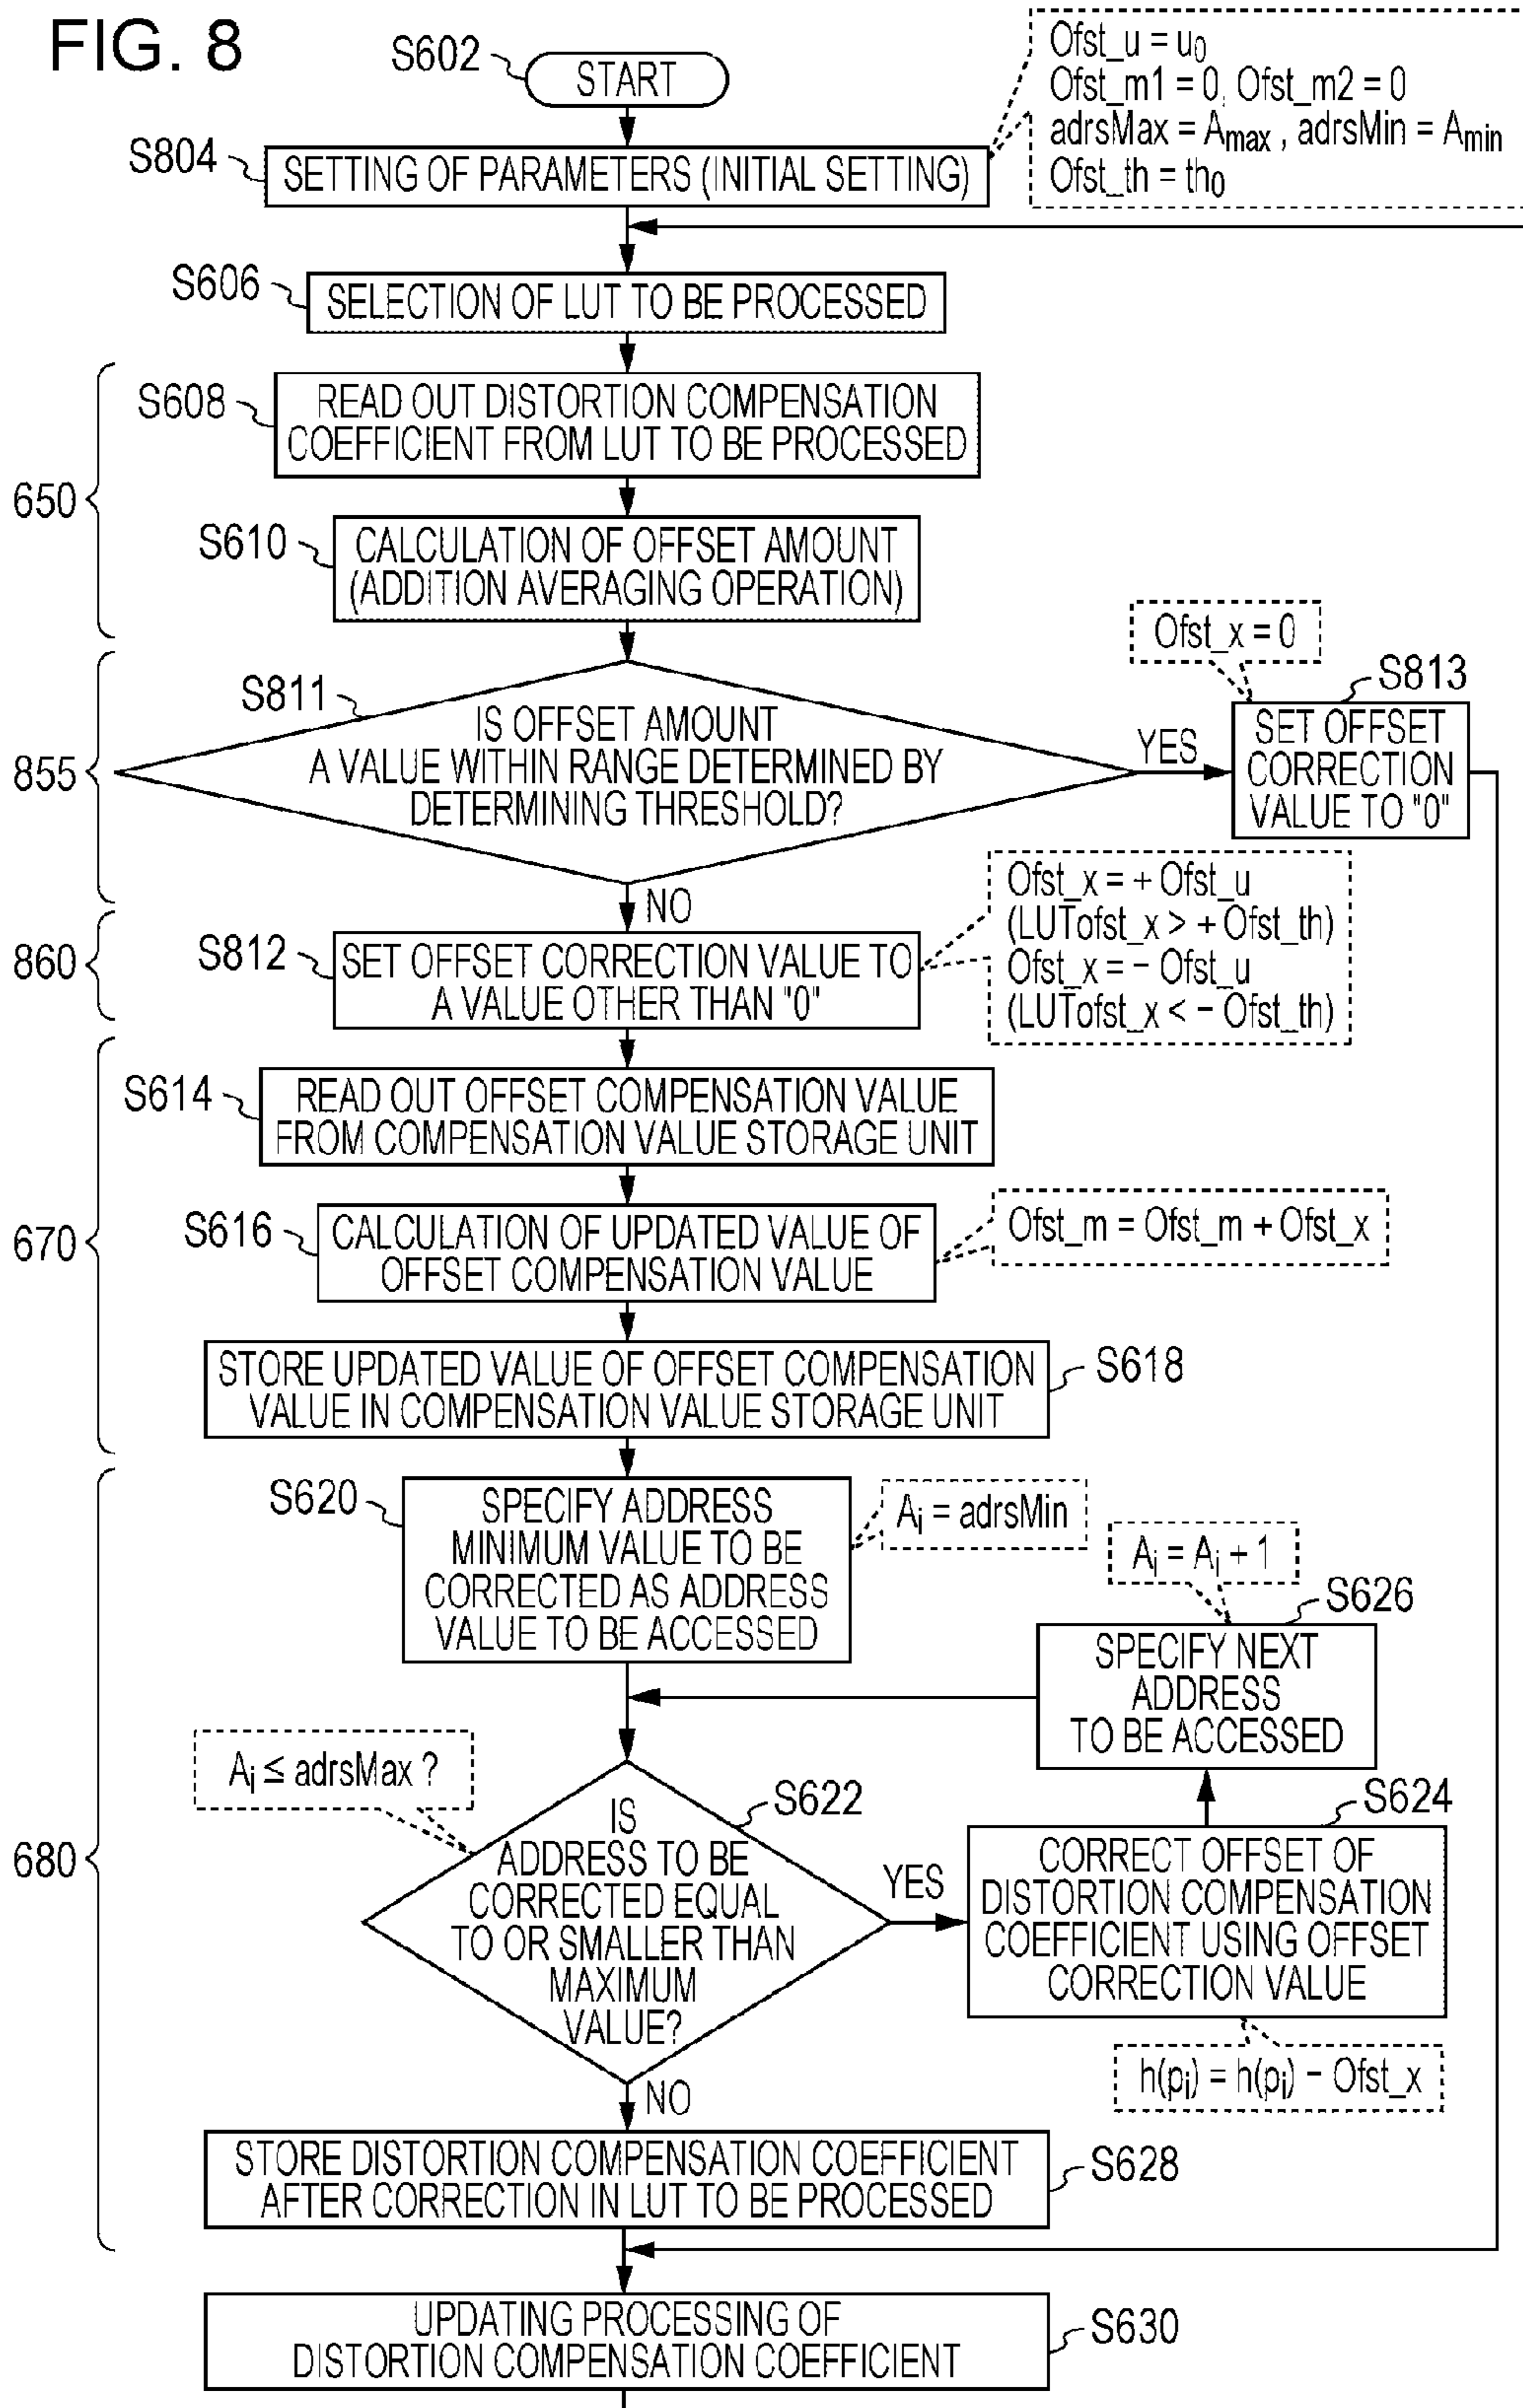 FIG. 8
S602
START
Ofst_u = u0
Ofst_m1 = 0, Ofst_m2 = 0
adrsMax = Amax , adrsMin = Amin
Ofst_th = th0
S804
SETTING OF PARAMETERS (INITIAL SETTING)
S606
SELECTION OF LUT TO BE PROCESSED
650
S608
READ OUT DISTORTION COMPENSATION
COEFFICIENT FROM LUT TO BE PROCESSED
S610
CALCULATION OF OFFSET AMOUNT
(ADDITION AVERAGING OPERATION)
855
S811
IS OFFSET AMOUNT
A VALUE WITHIN RANGE DETERMINED BY
DETERMINING THRESHOLD?
YES
Ofst_x = 0
S813
SET OFFSET
CORRECTION
VALUE TO "0"
NO
860
S812
SET OFFSET CORRECTION VALUE TO
A VALUE OTHER THAN "0"
Ofst_x = + Ofst_u
(LUTofst_x > + Ofst_th)
Ofst_x = − Ofst_u
(LUTofst_x < − Ofst_th)
670
S614
READ OUT OFFSET COMPENSATION VALUE
FROM COMPENSATION VALUE STORAGE UNIT
S616
CALCULATION OF UPDATED VALUE OF
OFFSET COMPENSATION VALUE
Ofst_m = Ofst_m + Ofst_x
STORE UPDATED VALUE OF OFFSET COMPENSATION
VALUE IN COMPENSATION VALUE STORAGE UNIT
S618
680
S620
SPECIFY ADDRESS
MINIMUM VALUE TO BE
CORRECTED AS ADDRESS
VALUE TO BE ACCESSED
Ai = adrsMin
Ai = Ai + 1
S626
SPECIFY NEXT
ADDRESS
TO BE ACCESSED
Ai ≤ adrsMax ?
S622
IS
ADDRESS TO BE
CORRECTED EQUAL
TO OR SMALLER THAN
MAXIMUM
VALUE?
YES
S624
CORRECT OFFSET OF
DISTORTION COMPENSATION
COEFFICIENT USING OFFSET
CORRECTION VALUE
h(pi) = h(pi) − Ofst_x
NO
STORE DISTORTION COMPENSATION COEFFICIENT
AFTER CORRECTION IN LUT TO BE PROCESSED
S628
UPDATING PROCESSING OF
DISTORTION COMPENSATION COEFFICIENT
S630